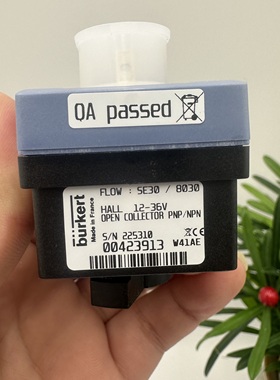 QA passed
FLOW : SE30 / 8030
HALL 12-36V
OPEN COLLECTOR PNP/NPN
S/N 225310
00423913 W41AE
bürkert
Made in France
CE